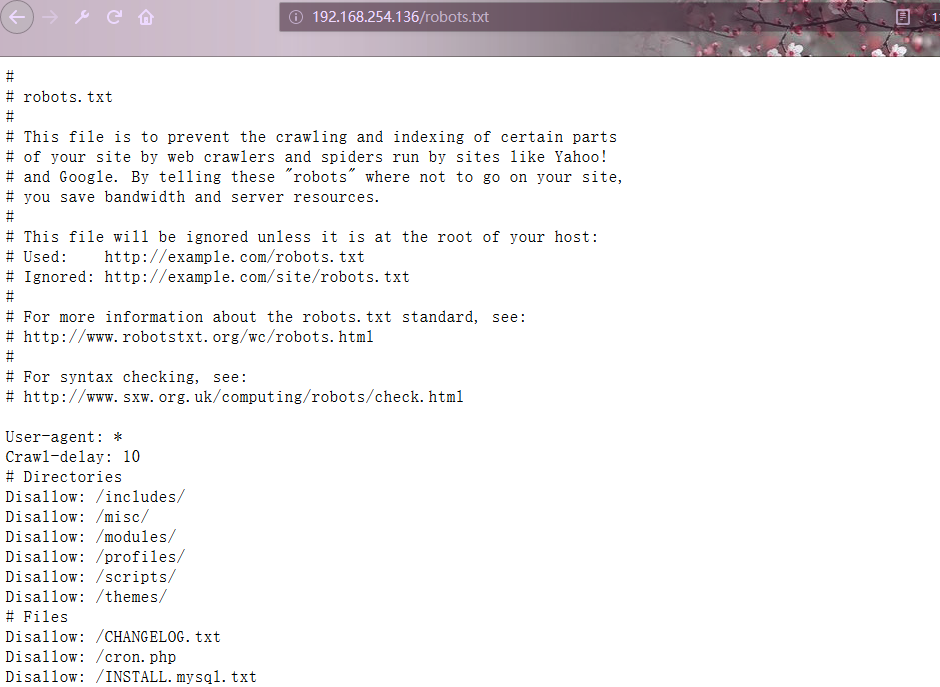 192.168.254.136/robots.txt
#
# robots.txt
#
# This file is to prevent the crawling and indexing of certain parts
# of your site by web crawlers and spiders run by sites like Yahoo!
# and Google. By telling these "robots" where not to go on your site,
# you save bandwidth and server resources.
#
# This file will be ignored unless it is at the root of your host:
# Used:    http://example.com/robots.txt
# Ignored: http://example.com/site/robots.txt
#
# For more information about the robots.txt standard, see:
# http://www.robotstxt.org/wc/robots.html
#
# For syntax checking, see:
# http://www.sxw.org.uk/computing/robots/check.html

User-agent: *
Crawl-delay: 10
# Directories
Disallow: /includes/
Disallow: /misc/
Disallow: /modules/
Disallow: /profiles/
Disallow: /scripts/
Disallow: /themes/
# Files
Disallow: /CHANGELOG.txt
Disallow: /cron.php
Disallow: /INSTALL.mysql.txt